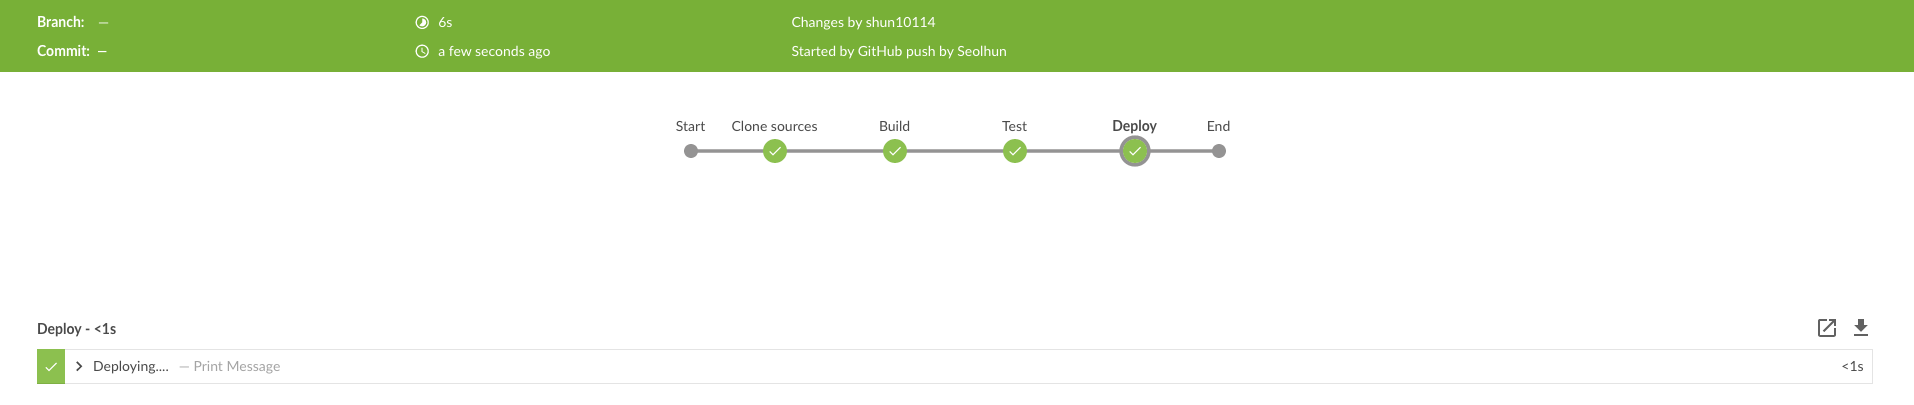 Branch: —
6s
Changes by shun10114
Commit: —
a few seconds ago
Started by GitHub push by Seolhun
Start
Clone sources
Build
Test
Deploy
End
Deploy - <1s
Deploying.... — Print Message
<1s